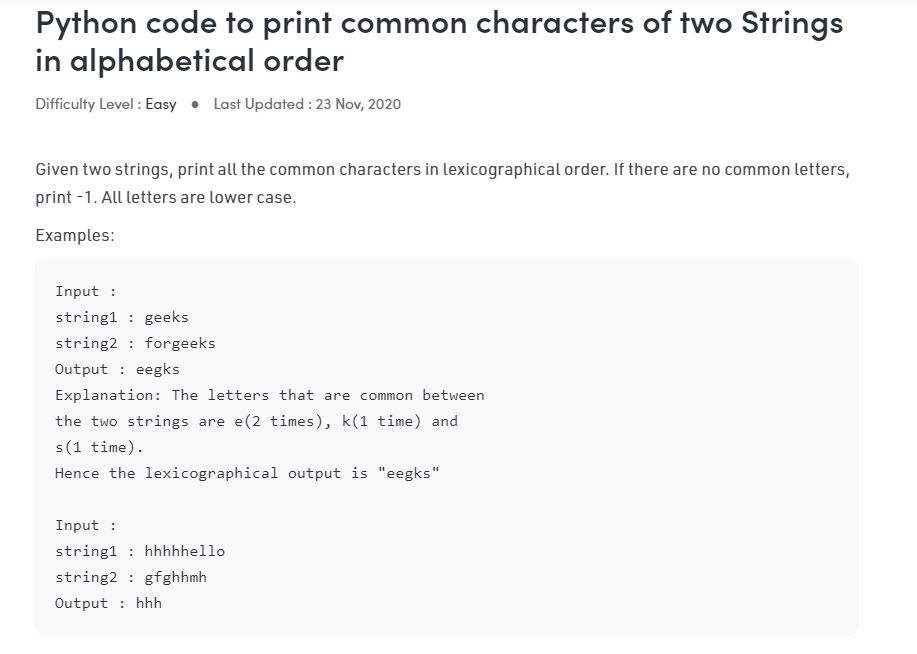 Python code to print common characters of two Strings
in alphabetical order
Difficulty Level : Easy ● Last Updated : 23 Nov, 2020
Given two strings, print all the common characters in lexicographical order. If there are no common letters,
print -1. All letters are lower case.
Examples:
Input :
string1 : geeks
string2 : forgeeks
Output : eegks
Explanation: The letters that are common between
the two strings are e(2 times), k(1 time) and
s(1 time).
Hence the lexicographical output is "eegks"
Input :
string1 : hhhhhello
string2 : gfghhmh
Output : hhh